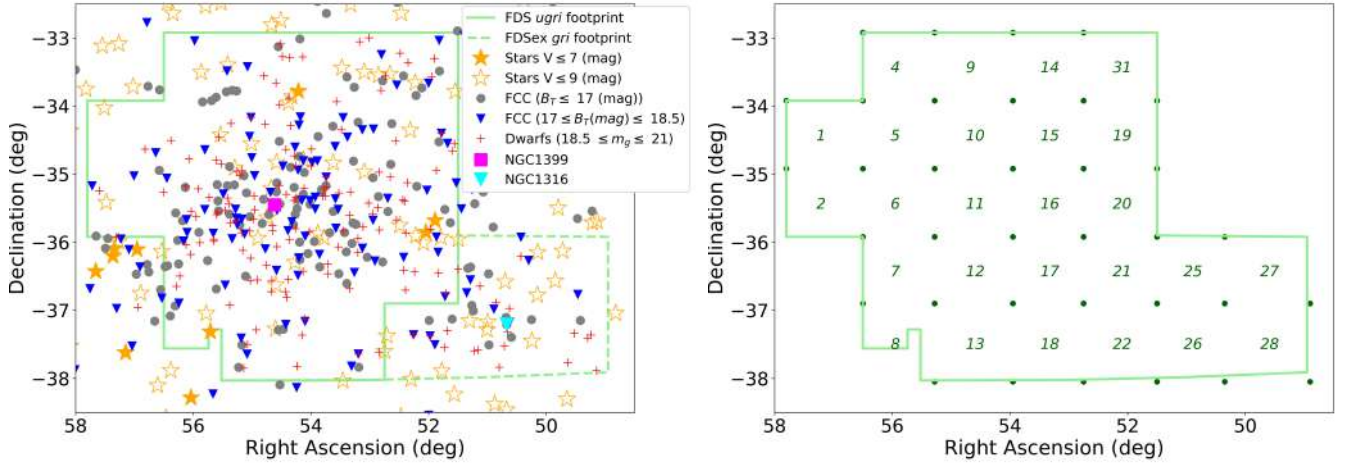 FDS ugri footprint
FDSex gri footprint
Stars V ≤ 7 (mag)
Stars V ≤ 9 (mag)
FCC (B_T ≤ 17 (mag))
FCC (17 ≤ B_T(mag) ≤ 18.5)
Dwarfs (18.5 ≤ m_g ≤ 21)
NGC1399
NGC1316
−33
−34
−35
−36
−37
−38
Declination (deg)
58 56 54 52 50
Right Ascension (deg)
−33
−34
−35
−36
−37
−38
Declination (deg)
4 9 14 31
1 5 10 15 19
2 6 11 16 20
7 12 17 21 25 27
8 13 18 22 26 28
58 56 54 52 50
Right Ascension (deg)